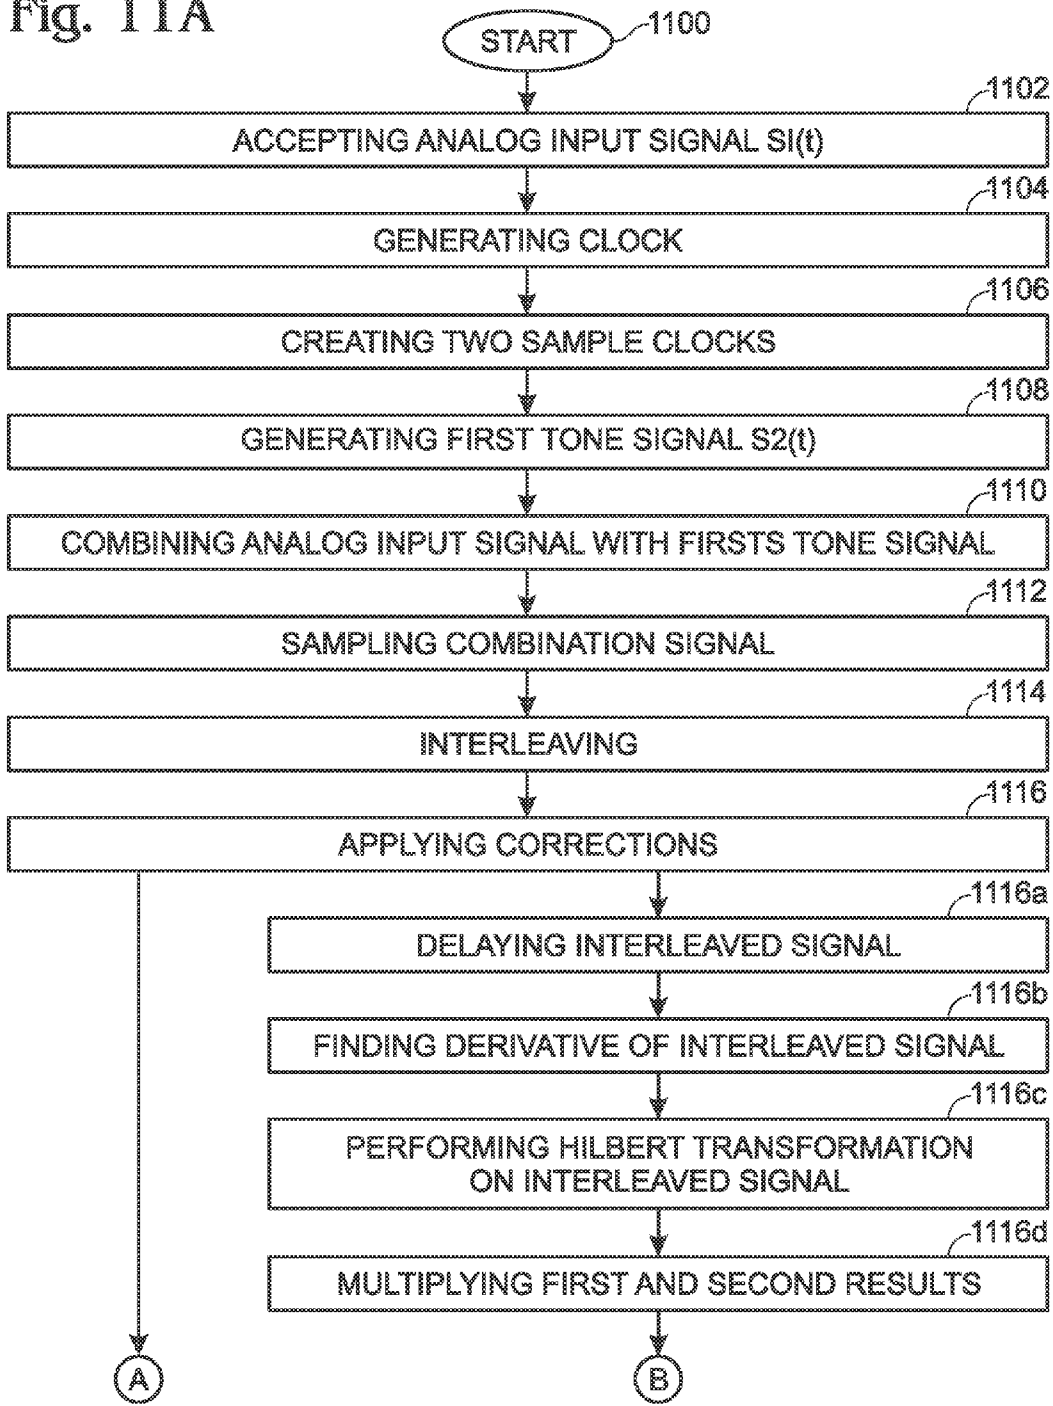 Fig. 11A
START
1100
1102
ACCEPTING ANALOG INPUT SIGNAL SI(t)
1104
GENERATING CLOCK
1106
CREATING TWO SAMPLE CLOCKS
1108
GENERATING FIRST TONE SIGNAL S2(t)
1110
COMBINING ANALOG INPUT SIGNAL WITH FIRSTS TONE SIGNAL
1112
SAMPLING COMBINATION SIGNAL
1114
INTERLEAVING
1116
APPLYING CORRECTIONS
1116a
DELAYING INTERLEAVED SIGNAL
1116b
FINDING DERIVATIVE OF INTERLEAVED SIGNAL
1116c
PERFORMING HILBERT TRANSFORMATION
ON INTERLEAVED SIGNAL
1116d
MULTIPLYING FIRST AND SECOND RESULTS
A
B